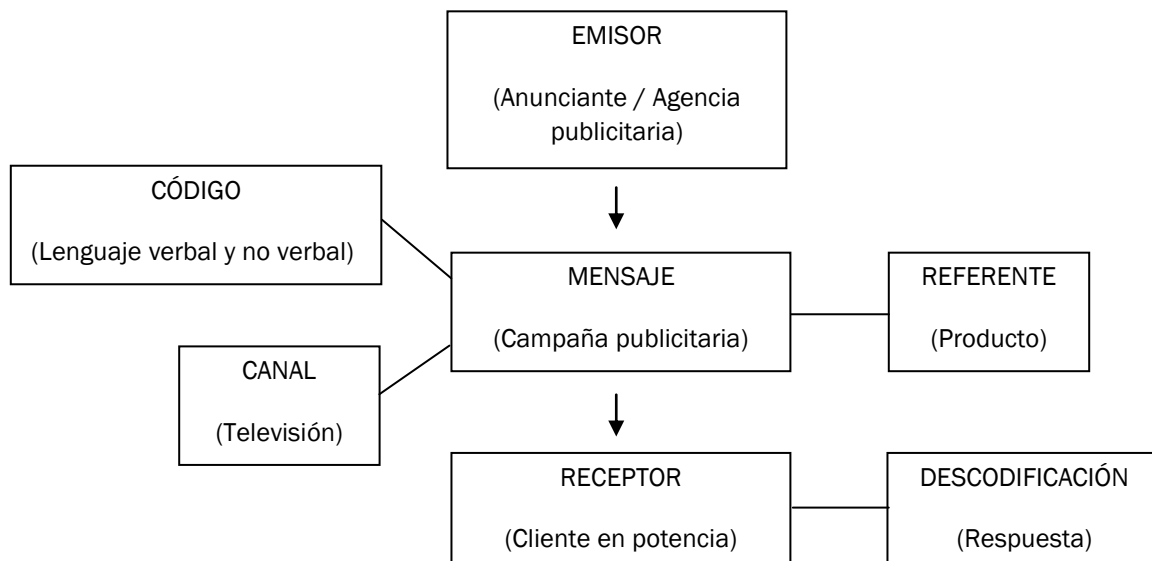 EMISOR
(Anunciante / Agencia
publicitaria)
CÓDIGO
(Lenguaje verbal y no verbal)
MENSAJE
(Campaña publicitaria)
REFERENTE
(Producto)
CANAL
(Televisión)
RECEPTOR
(Cliente en potencia)
DESCODIFICACIÓN
(Respuesta)